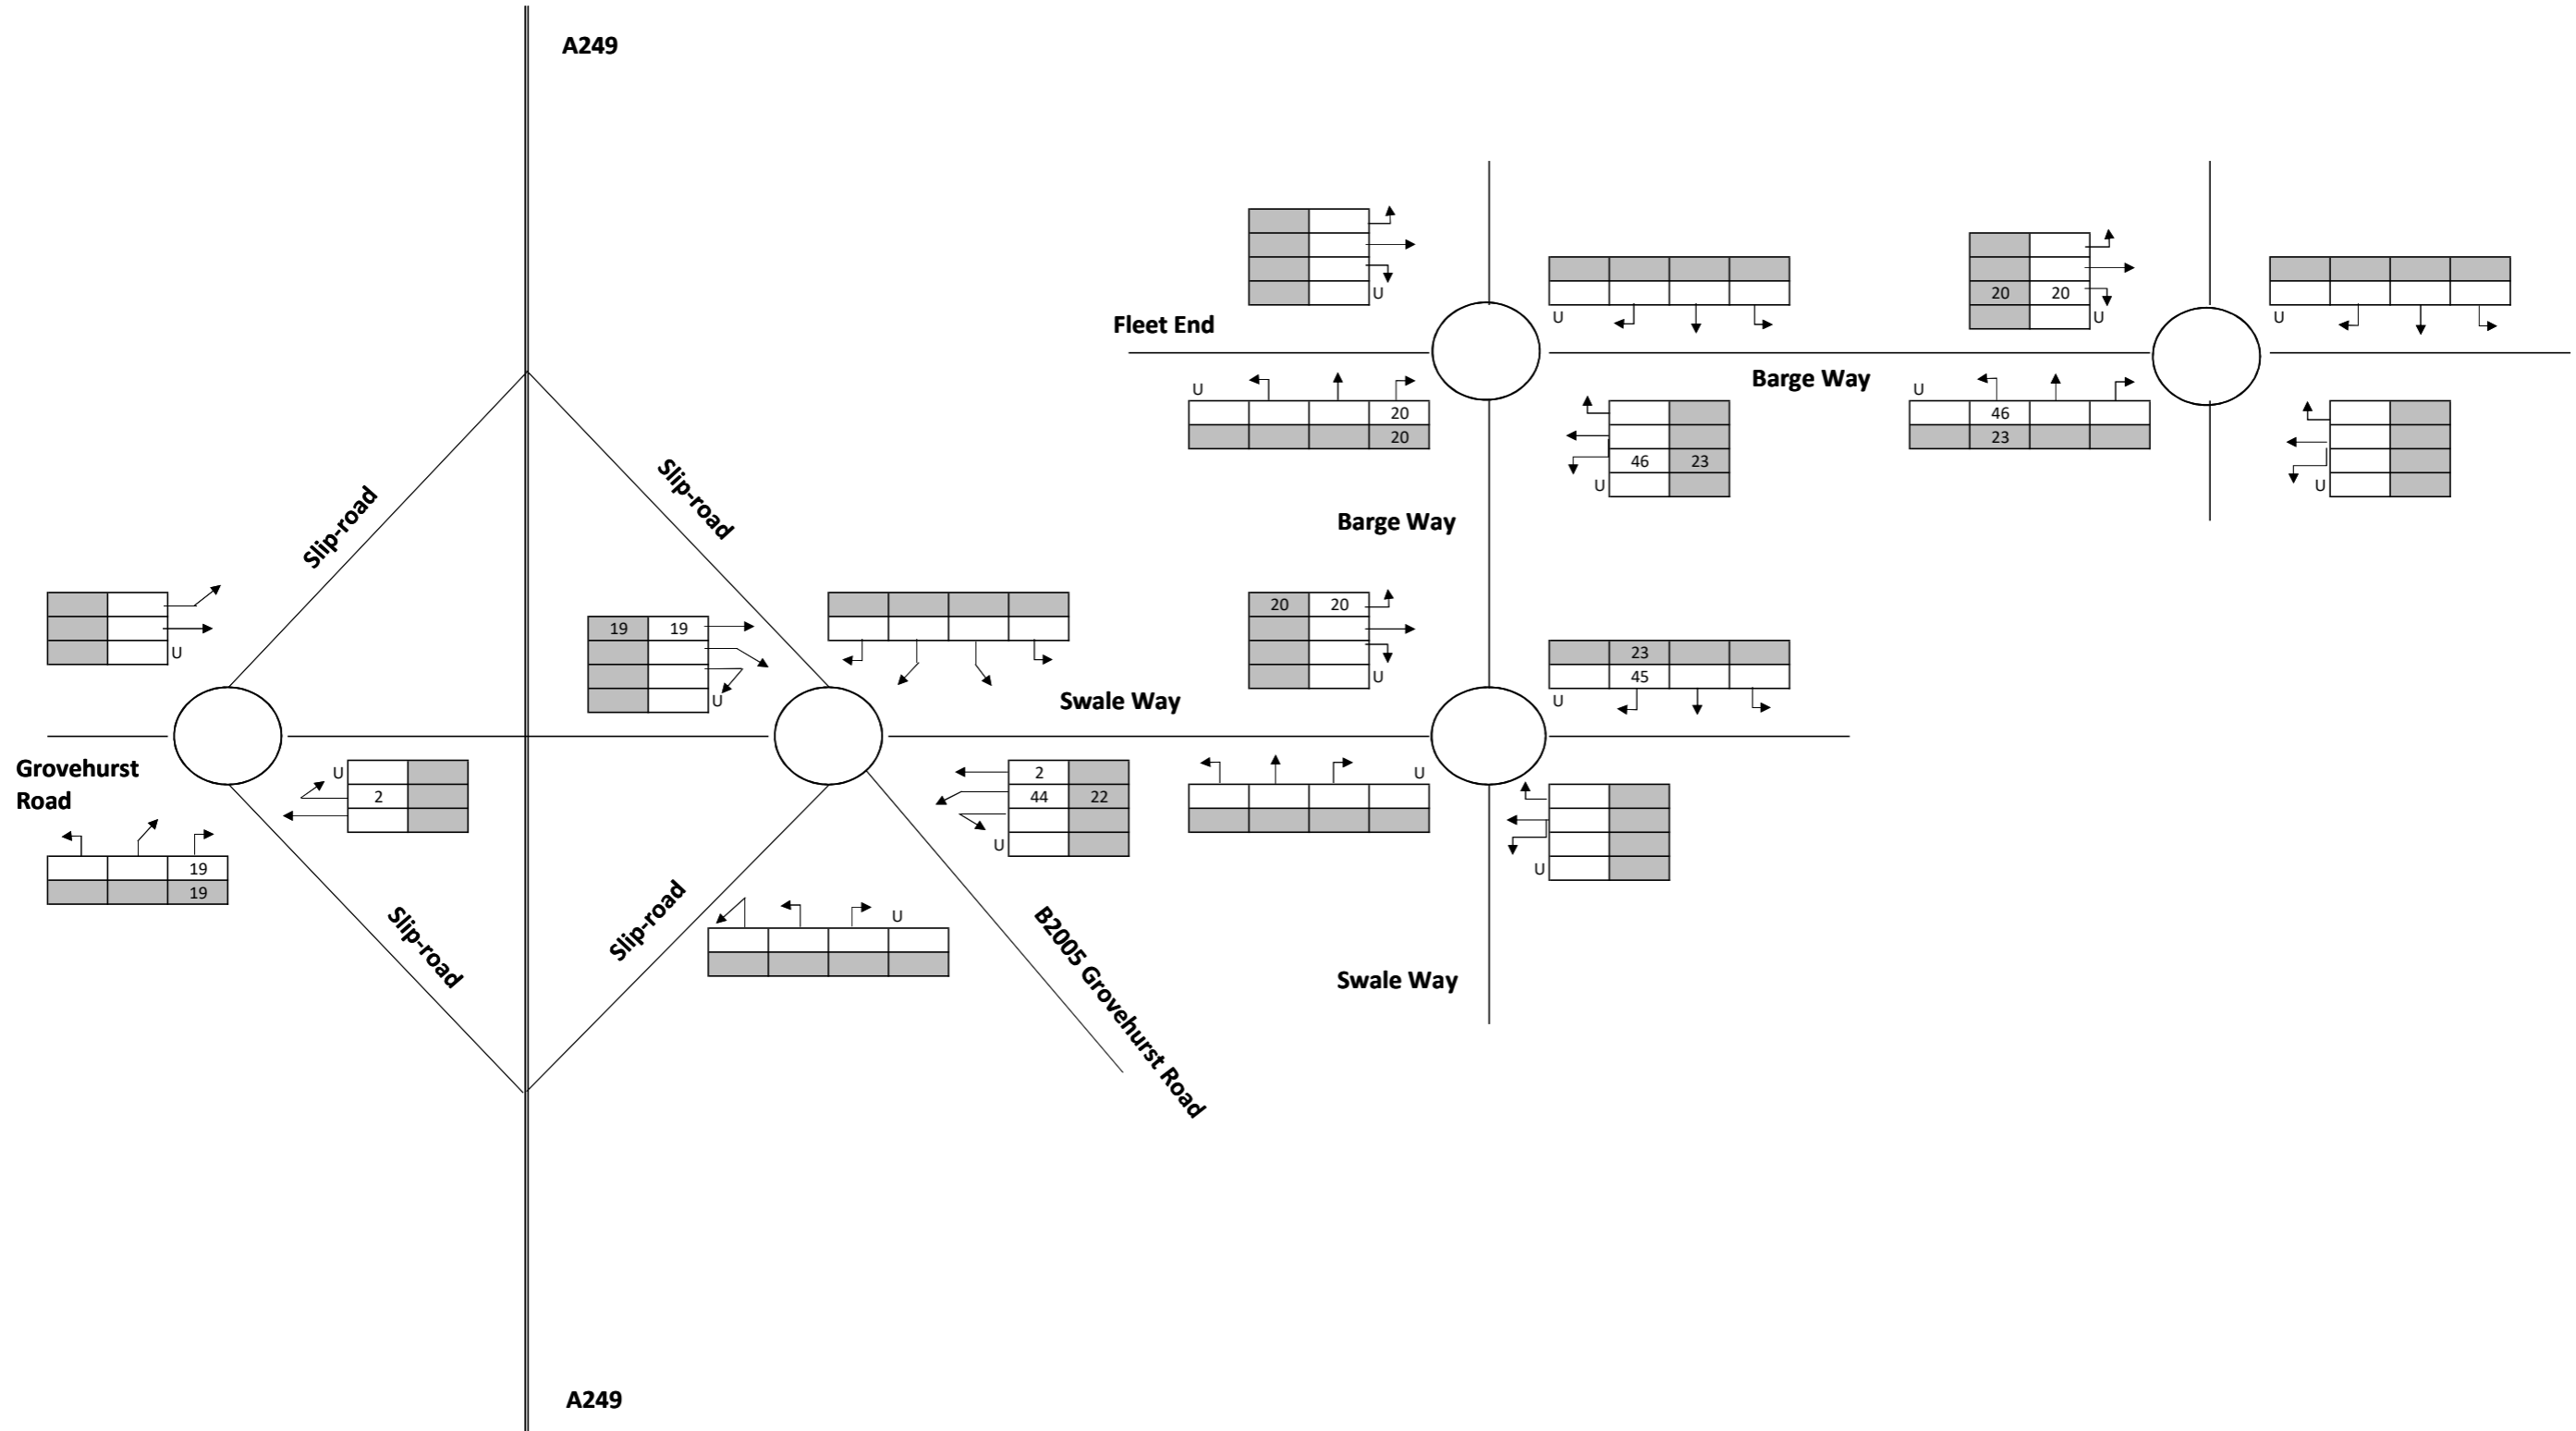 A249
Fleet End
U
U
20 20
U
U
U
20
20
Barge Way
U
46
23
46 23
U
U
Barge Way
Slip-road
Slip-road
U
19 19
U
20 20
U
23
45
U
Swale Way
Grovehurst
Road
U
2
2
44 22
U
U
U
19
19
Slip-road
Slip-road
U
B2005 Grovehurst Road
Swale Way
A249